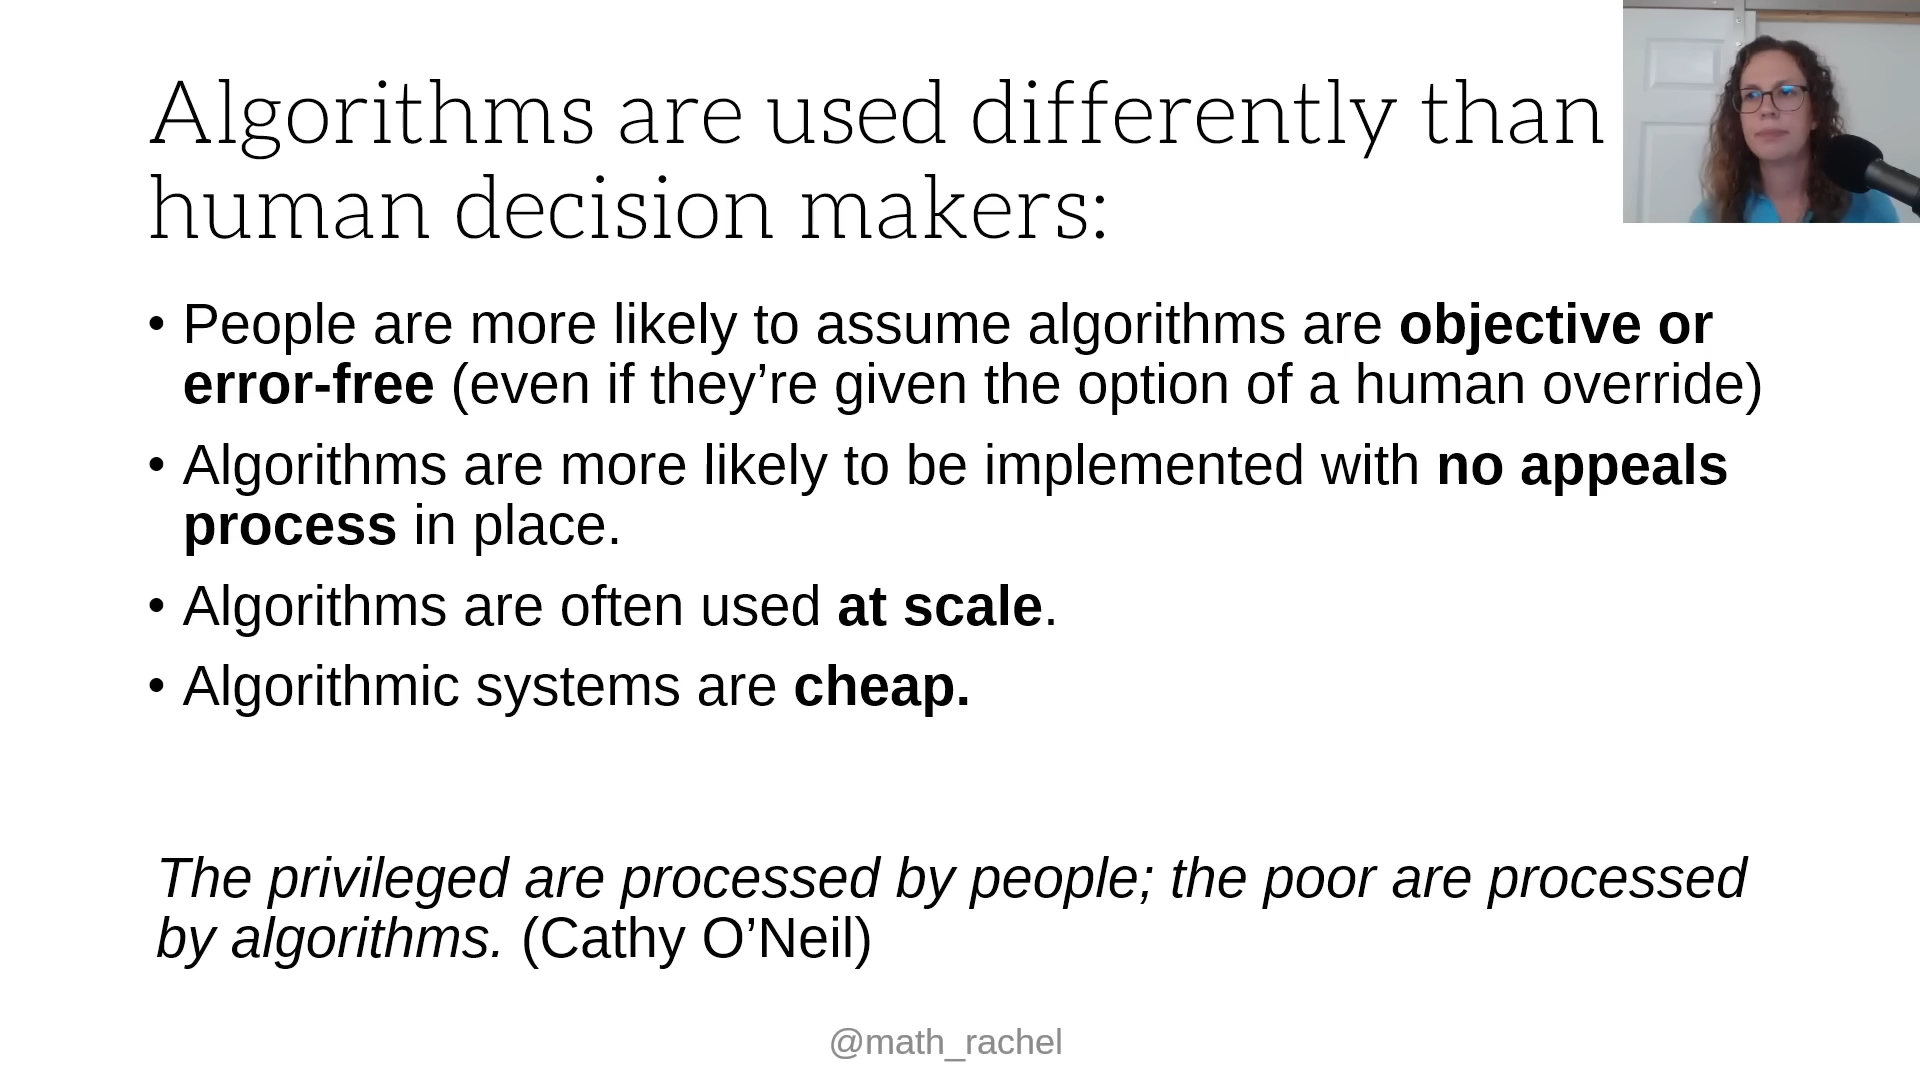 Algorithms are used differently than
human decision makers:
• People are more likely to assume algorithms are objective or
error-free (even if they’re given the option of a human override)
• Algorithms are more likely to be implemented with no appeals
process in place.
• Algorithms are often used at scale.
• Algorithmic systems are cheap.
The privileged are processed by people; the poor are processed
by algorithms. (Cathy O’Neil)
@math_rachel